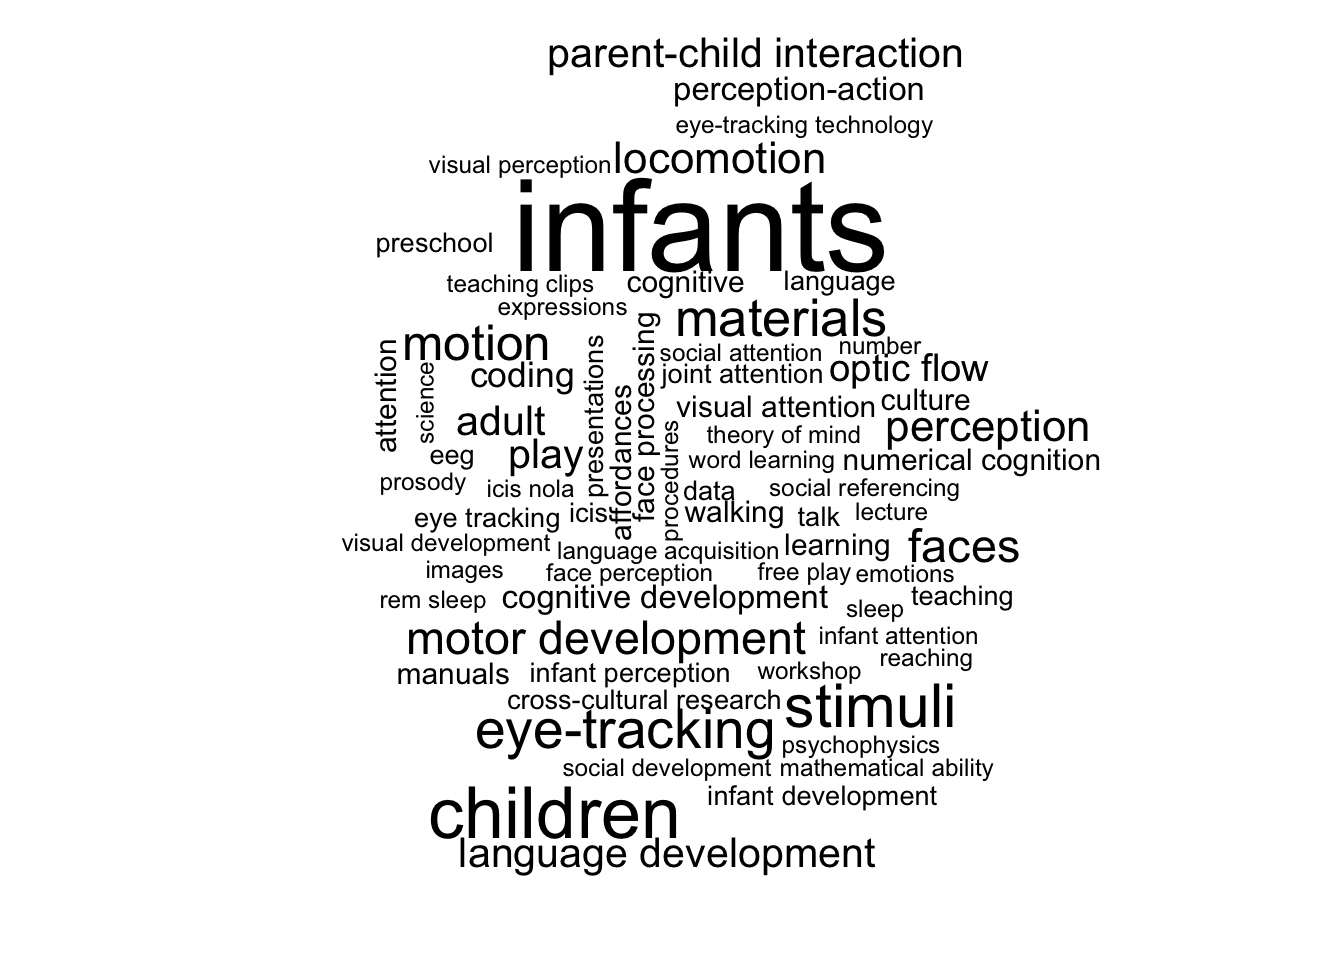 parent-child interaction
perception-action
eye-tracking technology
visual perception
locomotion
infants
preschool
teaching clips
cognitive
language
expressions
materials
motion
social attention
number
coding
joint attention
optic flow
attention
science
presentations
affordances
face processing
procedures
adult
visual attention
culture
perception
theory of mind
eeg
play
word learning
numerical cognition
prosody
icis nola
data
social referencing
eye tracking
icis
walking
talk
lecture
visual development
language acquisition
learning
faces
images
face perception
free play
emotions
rem sleep
cognitive development
sleep
teaching
motor development
infant attention
reaching
manuals
infant perception
workshop
cross-cultural research
stimuli
eye-tracking
psychophysics
social development
mathematical ability
children
infant development
language development